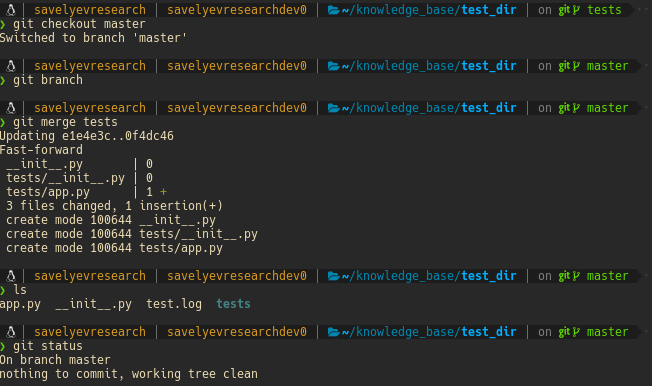 savelyevresearch | savelyevresearchdev0 | ~/knowledge_base/test_dir | on git tests
❯ git checkout master
Switched to branch 'master'
savelyevresearch | savelyevresearchdev0 | ~/knowledge_base/test_dir | on git master
❯ git branch
savelyevresearch | savelyevresearchdev0 | ~/knowledge_base/test_dir | on git master
❯ git merge tests
Updating e1e4e3c..0f4dc46
Fast-forward
__init__.py | 0
tests/__init__.py | 0
tests/app.py | 1 +
3 files changed, 1 insertion(+)
create mode 100644 __init__.py
create mode 100644 tests/__init__.py
create mode 100644 tests/app.py
savelyevresearch | savelyevresearchdev0 | ~/knowledge_base/test_dir | on git master
❯ ls
app.py __init__.py test.log tests
savelyevresearch | savelyevresearchdev0 | ~/knowledge_base/test_dir | on git master
❯ git status
On branch master
nothing to commit, working tree clean